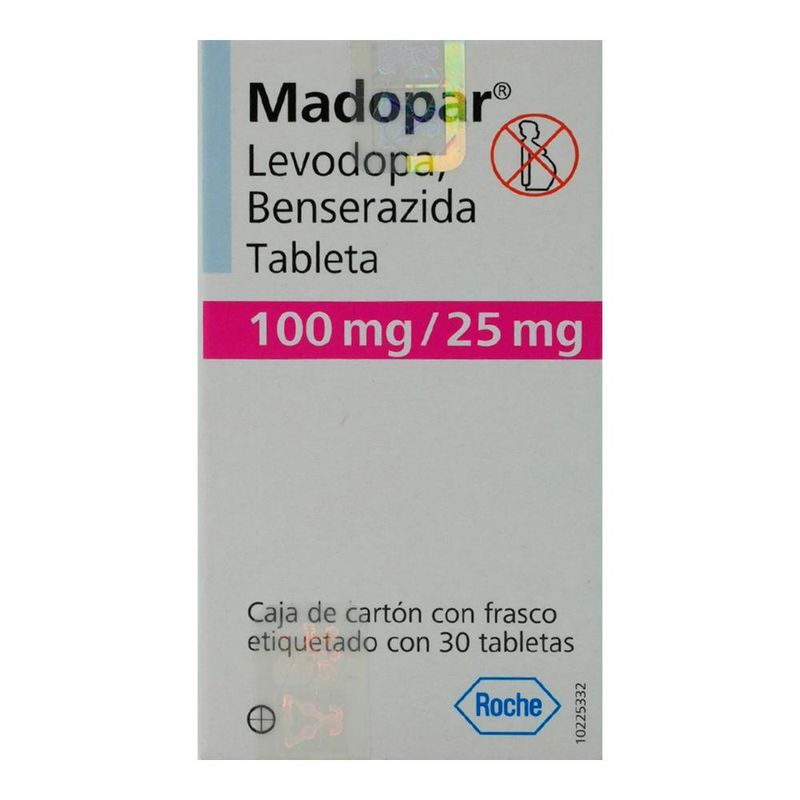 Madopar®
Levodopa,
Benserazida
Tableta
100 mg / 25 mg
Caja de cartón con frasco
etiquetado con 30 tabletas
Roche
10225332